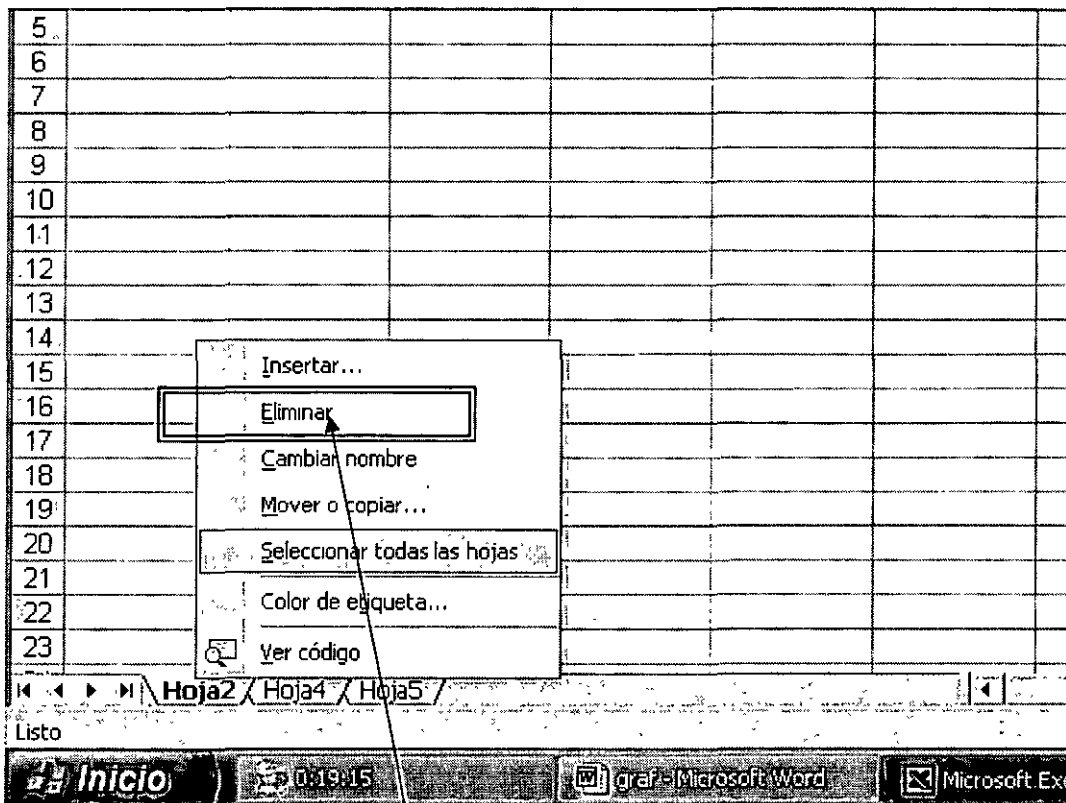 5
6
7
8
9
10
11
12
13
14
15
16
17
18
19
20
21
22
23
Insertar...
Eliminar
Cambiar nombre
Mover o copiar...
Seleccionar todas las hojas
Color de etiqueta...
Ver código
Hoja2 Hoja4 Hoja5
Listo
Inicio 0:19:15 graf - Microsoft Word Microsoft Exc